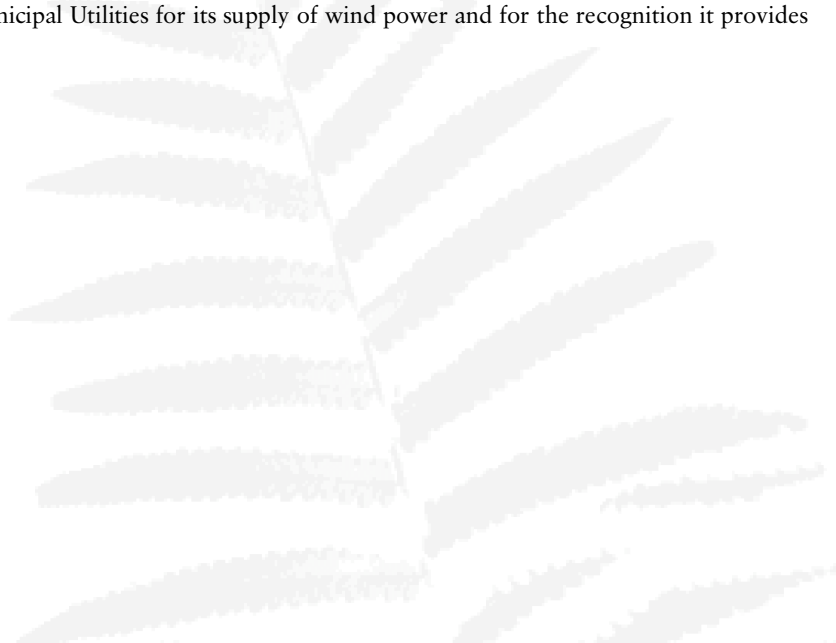 nicipal Utilities for its supply of wind power and for the recognition it provides